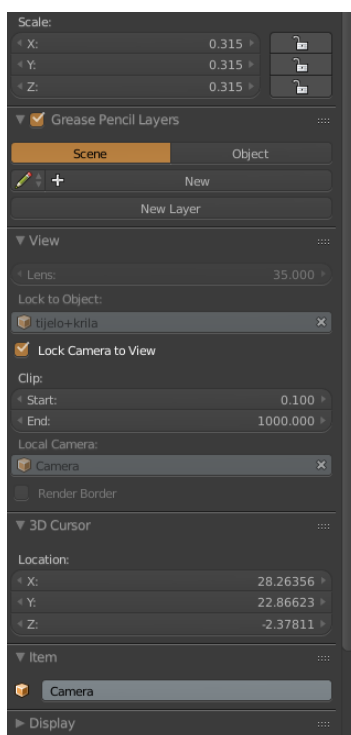 Scale:
X: 0.315
Y: 0.315
Z: 0.315
Grease Pencil Layers
Scene Object
New
New Layer
View
Lens: 35.000
Lock to Object:
tijelo+krila
Lock Camera to View
Clip:
Start: 0.100
End: 1000.000
Local Camera:
Camera
Render Border
3D Cursor
Location:
X: 28.26356
Y: 22.86623
Z: -2.37811
Item
Camera
Display